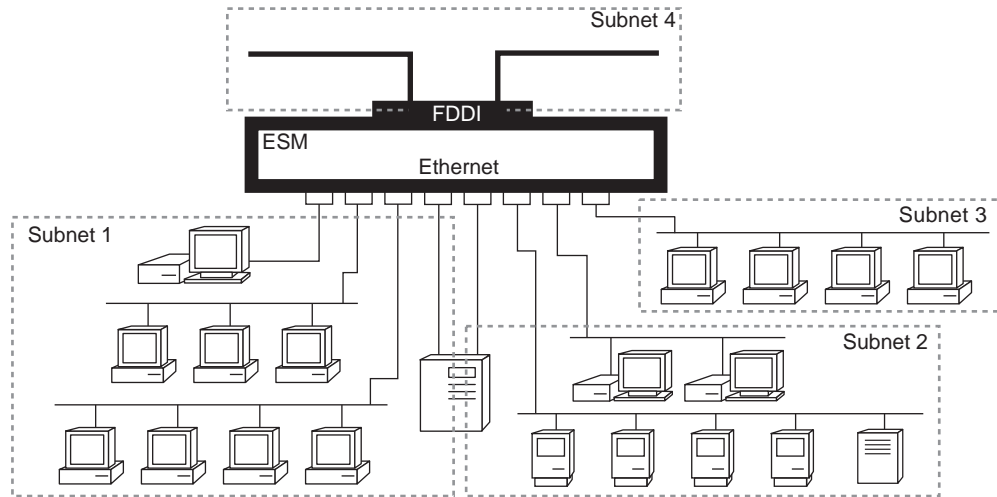 Subnet 4
FDDI
ESM
Ethernet
Subnet 1
Subnet 3
Subnet 2